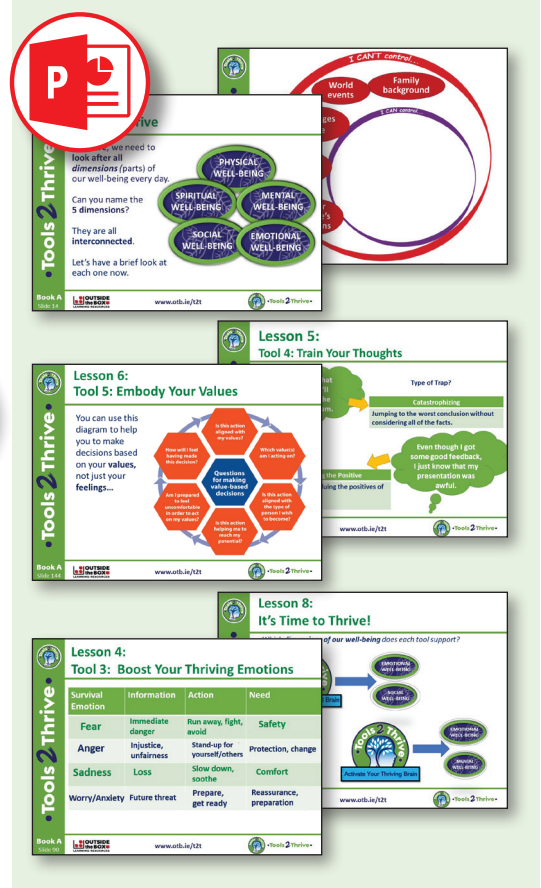 P
I CAN'T control...
World
events
Family
background
I CAN control...
we need to
look after all
dimensions (parts) of
our well-being every day.
Can you name the
5 dimensions?
They are all
interconnected.
Let's have a brief look at
each one now.
PHYSICAL
WELL-BEING
SPIRITUAL
WELL-BEING
MENTAL
WELL-BEING
SOCIAL
WELL-BEING
EMOTIONAL
WELL-BEING
• Tools 2 Thrive •
Book A
Slide 14
OUTSIDE
the BOX
LEARNING RESOURCES
www.otb.ie/t2t
•Tools 2 Thrive•
Lesson 5:
Tool 4: Train Your Thoughts
Type of Trap?
Catastrophizing
Jumping to the worst conclusion without
considering all of the facts.
Even though I got
some good feedback,
I just know that my
presentation was
awful.
the Positive
uing the positives of
www.otb.ie/t2t
•Tools 2 Thrive•
Lesson 6:
Tool 5: Embody Your Values
You can use this
diagram to help
you to make
decisions based
on your values,
not just your
feelings...
Is this action
aligned with
my values?
How will I feel
having made
this decision?
Which value(s)
am I acting on?
Questions
for making
value-based
decisions
Am I prepared
to feel
uncomfortable
in order to act
on my values?
Is this action
aligned with
the type of
person I wish
to become?
Is this action
helping me to
reach my
potential?
• Tools 2 Thrive •
Book A
Slide 144
OUTSIDE
the BOX
LEARNING RESOURCES
www.otb.ie/t2t
•Tools 2 Thrive•
Lesson 8:
It's Time to Thrive!
of our well-being does each tool support?
EMOTIONAL
WELL-BEING
SOCIAL
WELL-BEING
Brain
Tools 2 Thrive
Activate Your Thriving Brain
EMOTIONAL
WELL-BEING
MENTAL
WELL-BEING
www.otb.ie/t2t
•Tools 2 Thrive•
Lesson 4:
Tool 3: Boost Your Thriving Emotions
Survival
Emotion
Information
Action
Need
Fear
Immediate
danger
Run away, fight,
avoid
Safety
Anger
Injustice,
unfairness
Stand-up for
yourself/others
Protection, change
Sadness
Loss
Slow down,
soothe
Comfort
Worry/Anxiety
Future threat
Prepare,
get ready
Reassurance,
preparation
• Tools 2 Thrive •
Book A
Slide 90
OUTSIDE
the BOX
LEARNING RESOURCES
www.otb.ie/t2t
•Tools 2 Thrive•